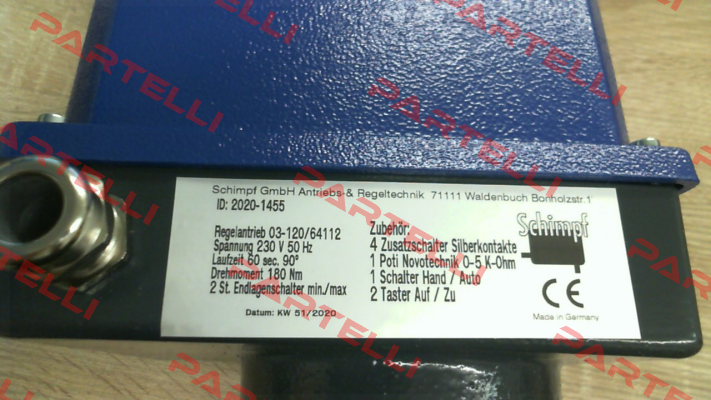 Schimpf GmbH Antriebs-& Regeltechnik 71111 Waldenbuch Bonholzstr.1
ID: 2020-1455
Regelantrieb 03-120/64112
Spannung 230 V 50 Hz
Laufzeit 60 sec. 90°
Drehmoment 180 Nm
2 St. Endlagenschalter min./max
Datum: KW 51/2020
Zubehör:
4 Zusatzschalter Silberkontakte
1 Poti Novotechnik 0-5 K-Ohm
1 Schalter Hand / Auto
2 Taster Auf / Zu
Schimpf
CE
Made in Germany
PARTELLI
PARTELLI
PARTELLI
PARTELLI
PARTELLI
PARTELLI
PARTELLI